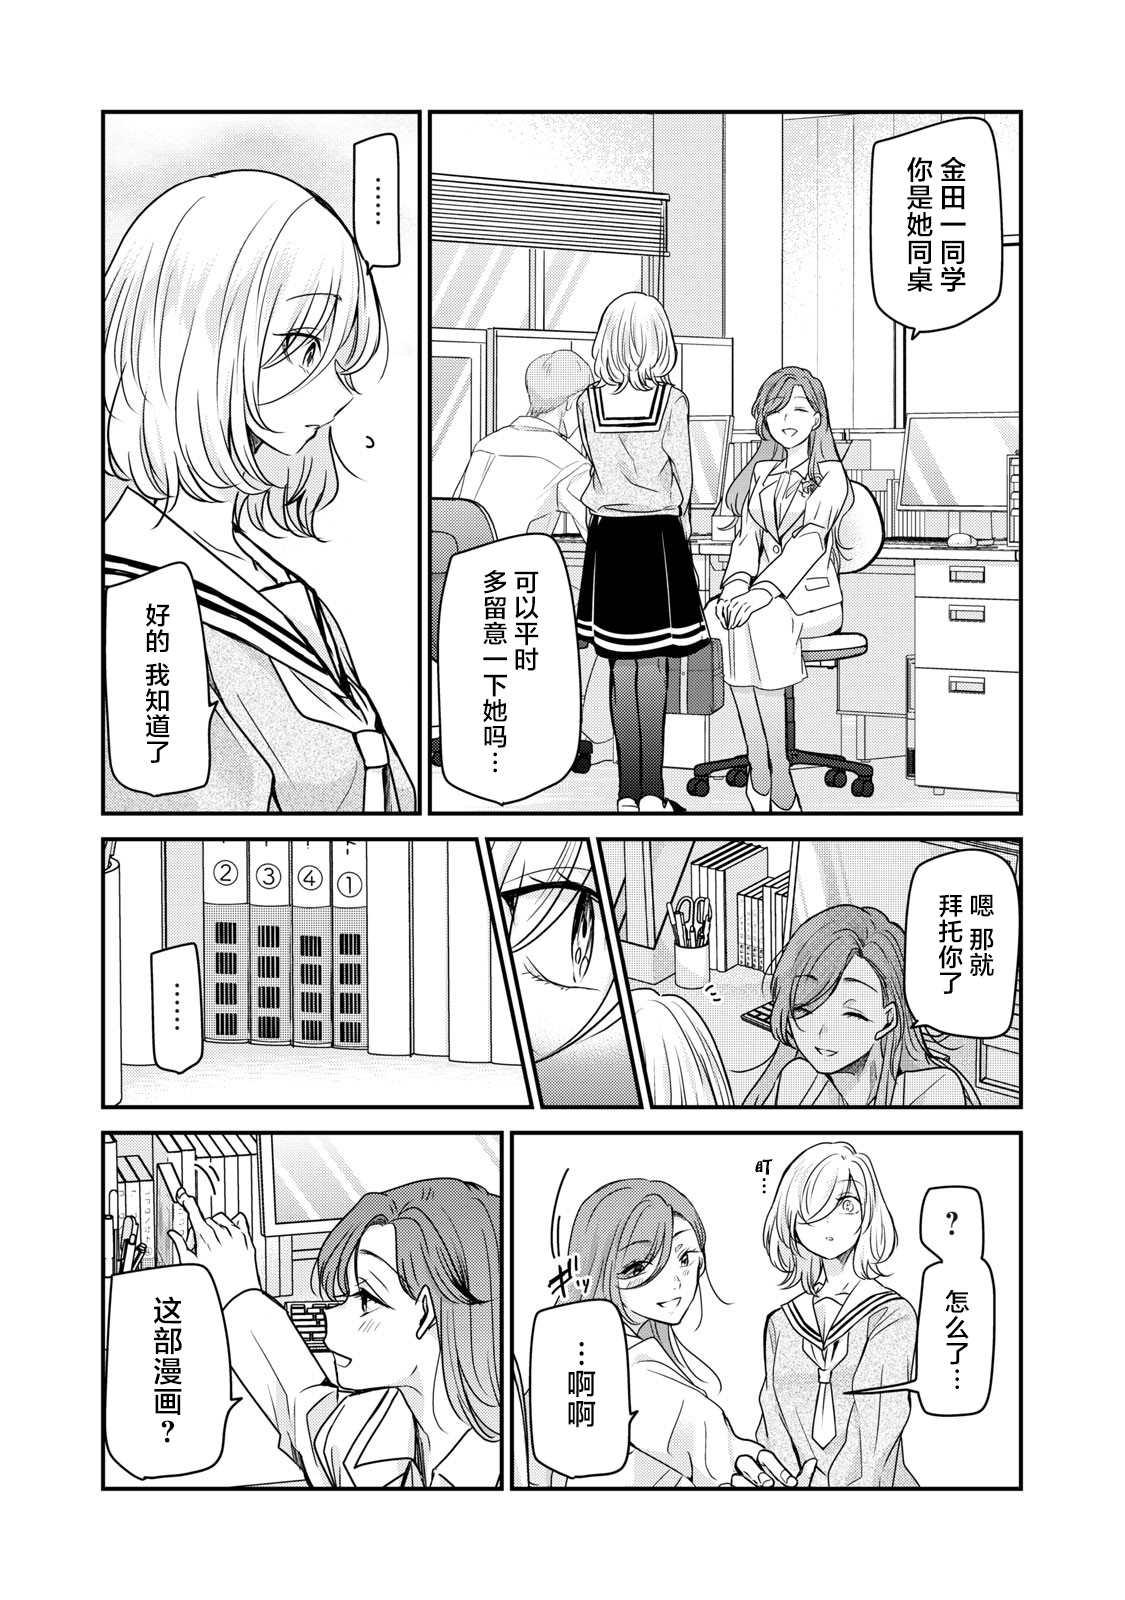 金田一同学
你是她同桌
可以平时
多留意一下她吗…
……
好的 我知道了
嗯 那就
拜托你了
②
③
④
①
……
盯…
?
怎么了…
…啊啊
这部漫画?